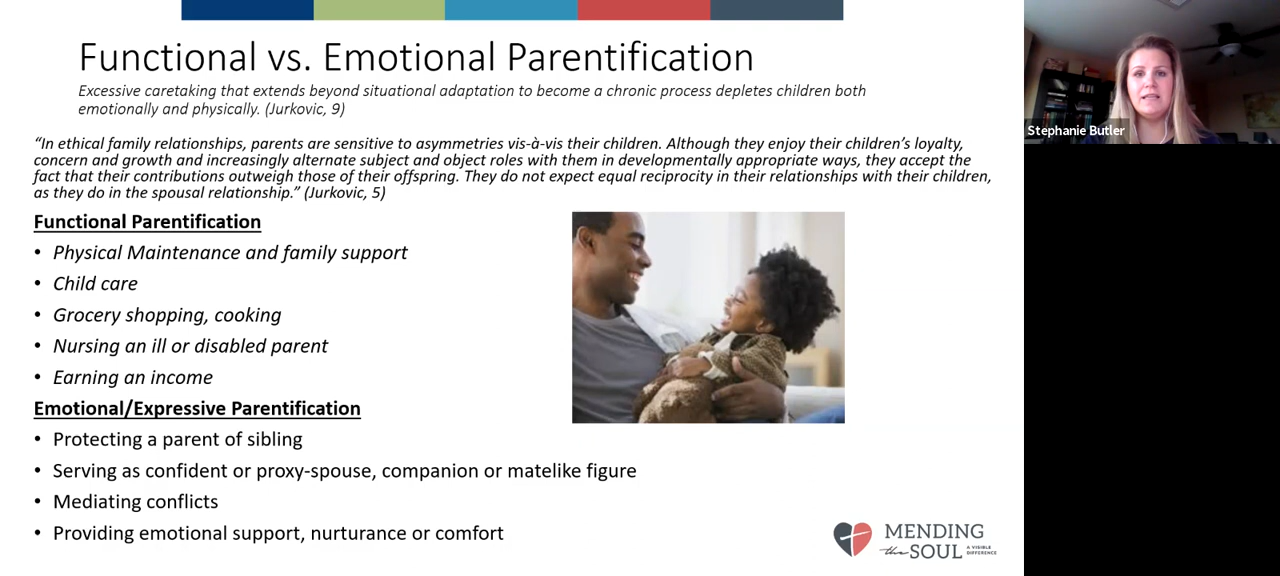 Functional vs. Emotional Parentification
Excessive caretaking that extends beyond situational adaptation to become a chronic process depletes children both
emotionally and physically. (Jurkovic, 9)
“In ethical family relationships, parents are sensitive to asymmetries vis-à-vis their children. Although they enjoy their children’s loyalty,
concern and growth and increasingly alternate subject and object roles with them in developmentally appropriate ways, they accept the
fact that their contributions outweigh those of their offspring. They do not expect equal reciprocity in their relationships with their children,
as they do in the spousal relationship.” (Jurkovic, 5)
Functional Parentification
• Physical Maintenance and family support
• Child care
• Grocery shopping, cooking
• Nursing an ill or disabled parent
• Earning an income
Emotional/Expressive Parentification
• Protecting a parent of sibling
• Serving as confident or proxy-spouse, companion or matelike figure
• Mediating conflicts
• Providing emotional support, nurturance or comfort
MENDING
the SOUL
A VISIBLE
DIFFERENCE
Stephanie Butler